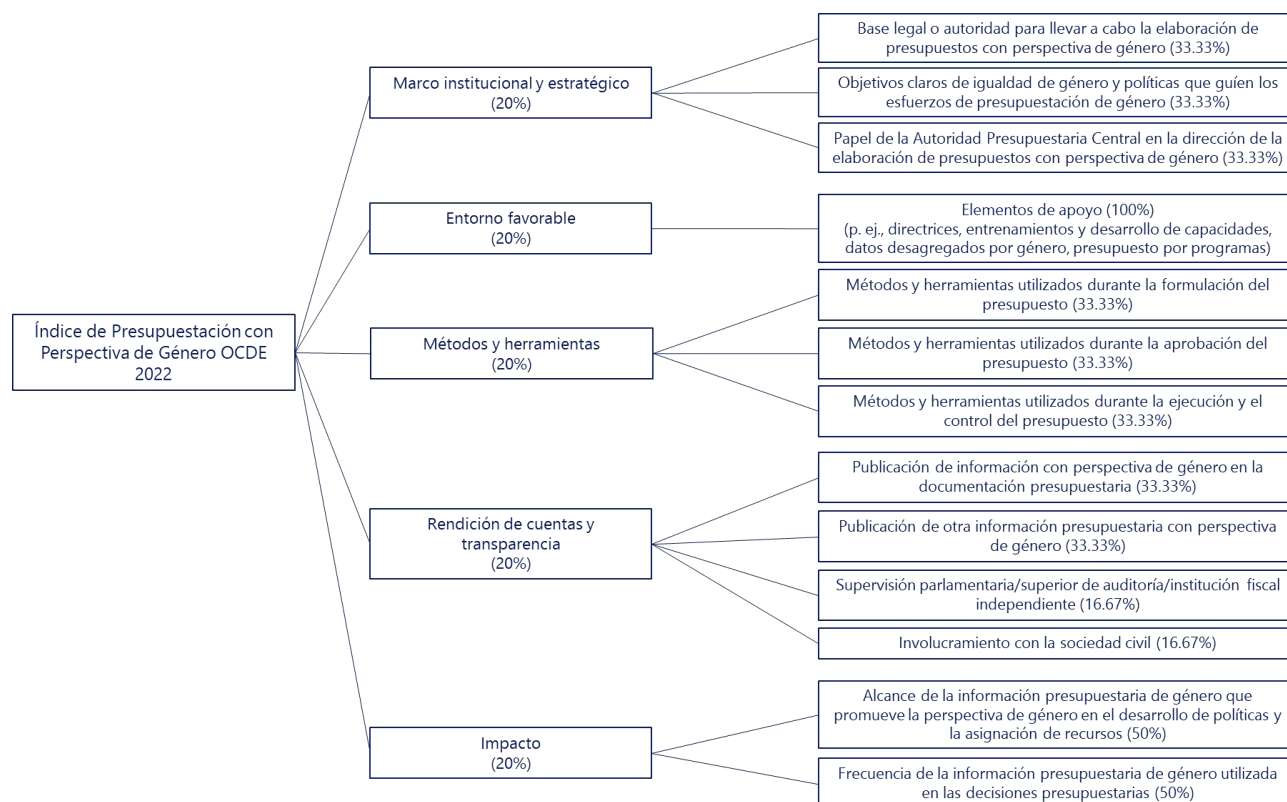 Índice de Presupuestación con
Perspectiva de Género OCDE
2022
Marco institucional y estratégico
(20%)
Base legal o autoridad para llevar a cabo la elaboración de
presupuestos con perspectiva de género (33.33%)
Objetivos claros de igualdad de género y políticas que guíen los
esfuerzos de presupuestación de género (33.33%)
Papel de la Autoridad Presupuestaria Central en la dirección de la
elaboración de presupuestos con perspectiva de género (33.33%)
Entorno favorable
(20%)
Elementos de apoyo (100%)
(p. ej., directrices, entrenamientos y desarrollo de capacidades,
datos desagregados por género, presupuesto por programas)
Métodos y herramientas
(20%)
Métodos y herramientas utilizados durante la formulación del
presupuesto (33.33%)
Métodos y herramientas utilizados durante la aprobación del
presupuesto (33.33%)
Métodos y herramientas utilizados durante la ejecución y el
control del presupuesto (33.33%)
Rendición de cuentas y
transparencia
(20%)
Publicación de información con perspectiva de género en la
documentación presupuestaria (33.33%)
Publicación de otra información presupuestaria con perspectiva
de género (33.33%)
Supervisión parlamentaria/superior de auditoría/institución fiscal
independiente (16.67%)
Involucramiento con la sociedad civil (16.67%)
Impacto
(20%)
Alcance de la información presupuestaria de género que
promueve la perspectiva de género en el desarrollo de políticas y
la asignación de recursos (50%)
Frecuencia de la información presupuestaria de género utilizada
en las decisiones presupuestarias (50%)